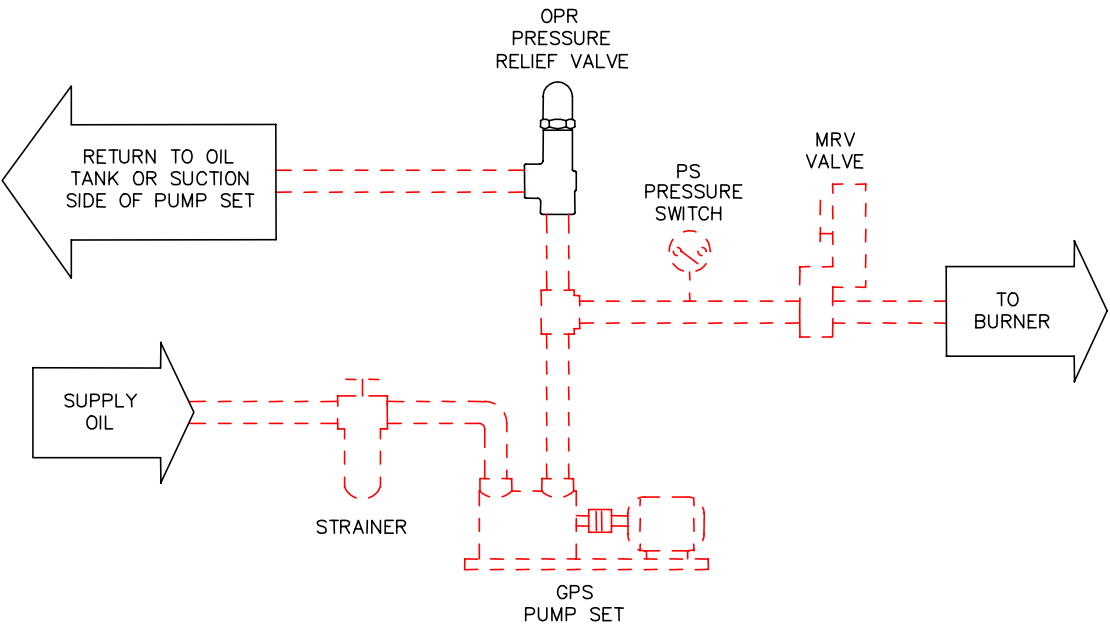 OPR
PRESSURE
RELIEF VALVE
RETURN TO OIL
TANK OR SUCTION
SIDE OF PUMP SET
MRV
VALVE
PS
PRESSURE
SWITCH
TO
BURNER
SUPPLY
OIL
STRAINER
GPS
PUMP SET